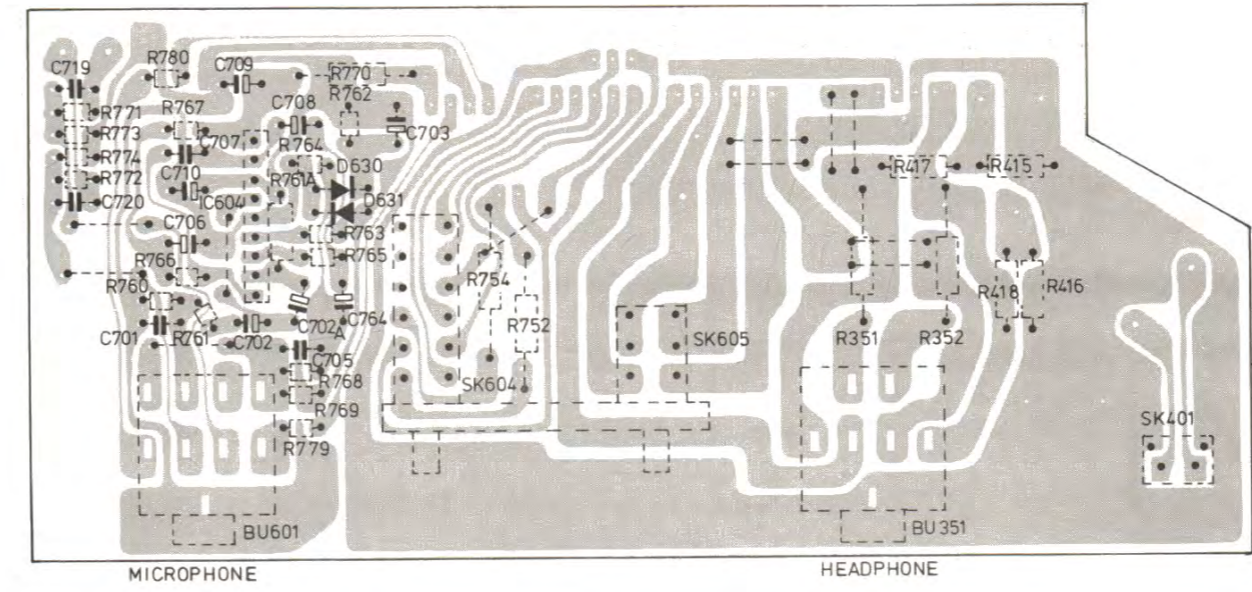 R780
C709
C719
R770
R762
R771
R767
C708
R773
C707
C703
R774
R764
R772
C710
D630
R417
R415
R761A
C720
IC604
D631
C706
R763
R765
R766
R754
R760
R418
R416
C764
C702
A
R752
C701
R761
C702
SK605
R351
R352
C705
R768
SK604
R769
SK401
R779
BU601
BU351
MICROPHONE
HEADPHONE